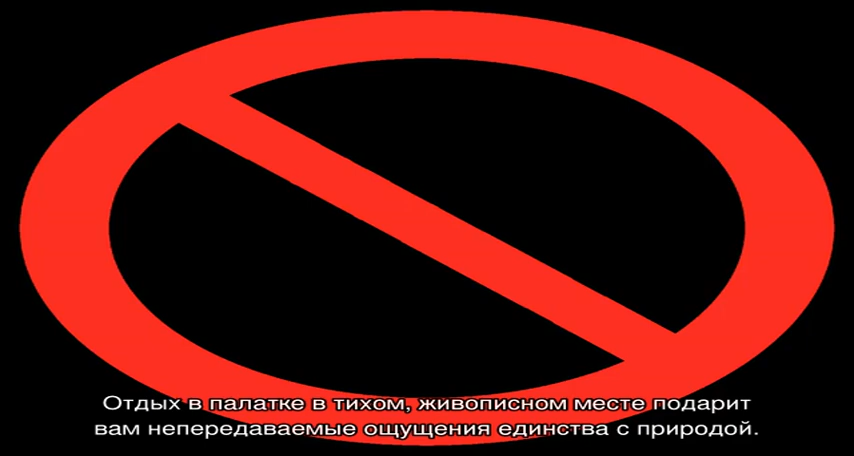 Отдых в палатке в тихом, живописном месте подарит
вам непередаваемые ощущения единства с природой.